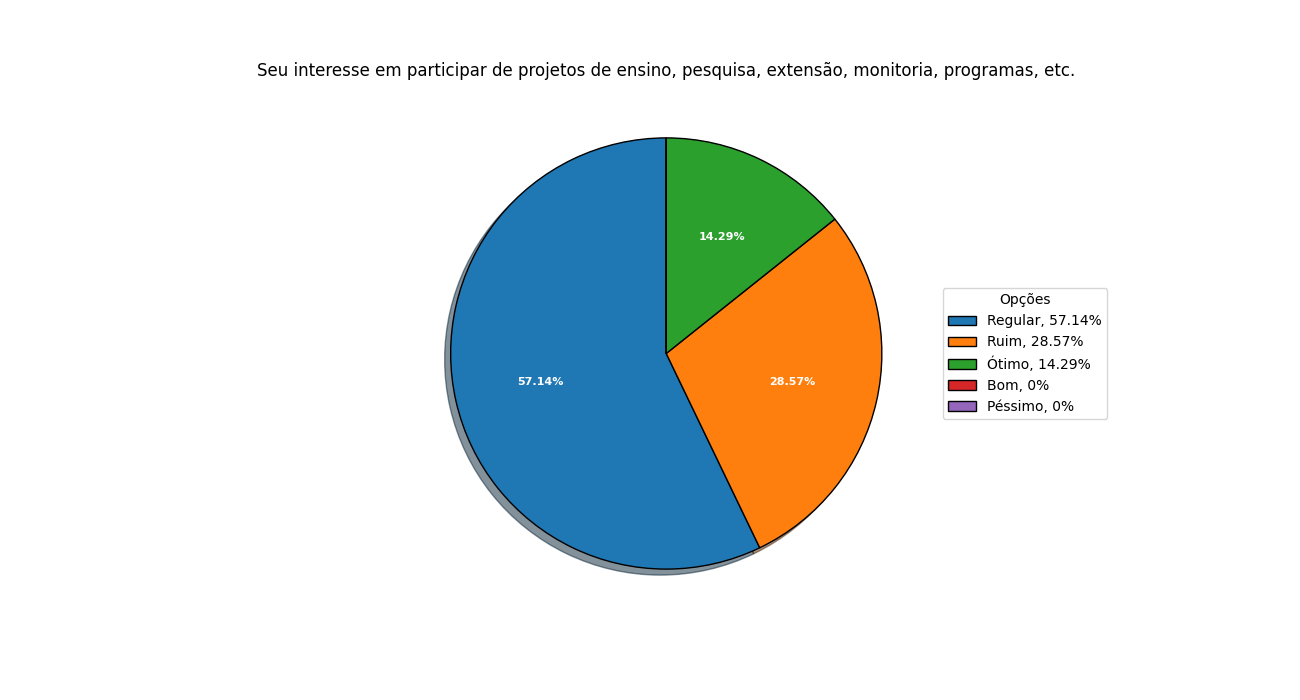 Seu interesse em participar de projetos de ensino, pesquisa, extensão, monitoria, programas, etc.
14.29%
57.14%
28.57%
Opções
Regular, 57.14%
Ruim, 28.57%
Ótimo, 14.29%
Bom, 0%
Péssimo, 0%